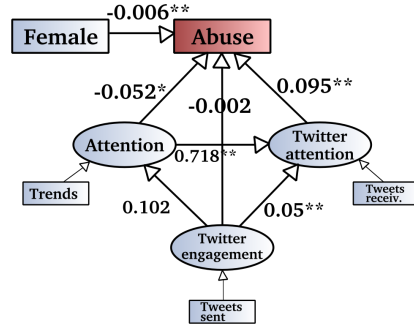 -0.006**
Female
Abuse
-0.052*
-0.002
0.095**
Attention
0.718**
Twitter
attention
Trends
Tweets
receiv.
0.102
0.05**
Twitter
engagement
Tweets
sent